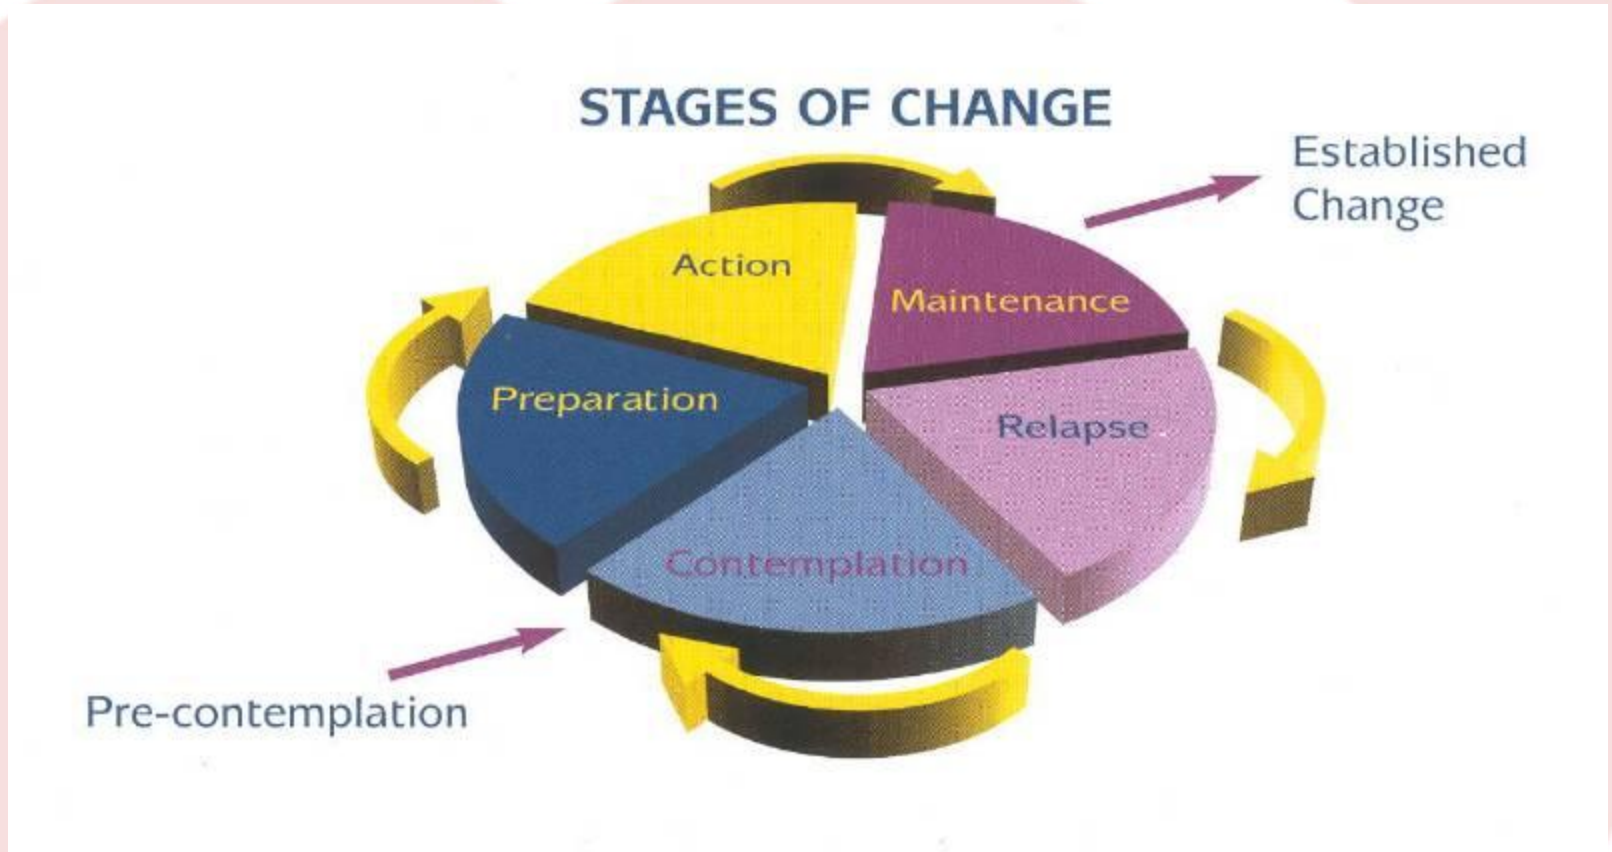 STAGES OF CHANGE
Established
Change
Action
Maintenance
Preparation
Relapse
Contemplation
Pre-contemplation